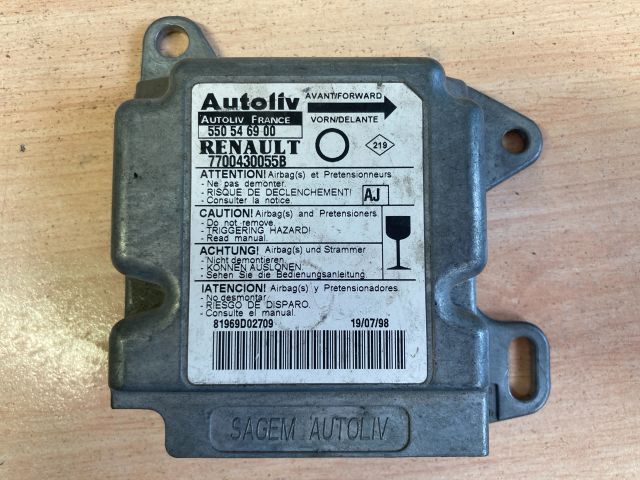 Autoliv
AVANT/FORWARD
AUTOLIV FRANCE
VORN/DELANTE
550 54 69 00
RENAULT
219
7700430055B
ATTENTION! Airbag(s) et Pretensionneurs
- Ne pas demonter.
- RISQUE DE DECLENCHEMENT!
- Consulter la notice.
AJ
CAUTION! Airbag(s) and Pretensioners
- Do not remove.
- TRIGGERING HAZARD!
- Read manual.
ACHTUNG! Airbag(s) und Strammer
- Nicht demontieren.
- KONNEN AUSLONEN.
- Sehen Sie die Bedienungsanleitung
IATENCION! Airbag(s) y Pretensionadores
- No desmontar.
- RIESGO DE DISPARO.
- Consulte el manual.
81969D02709
19/07/98
SAGEM AUTOLIV